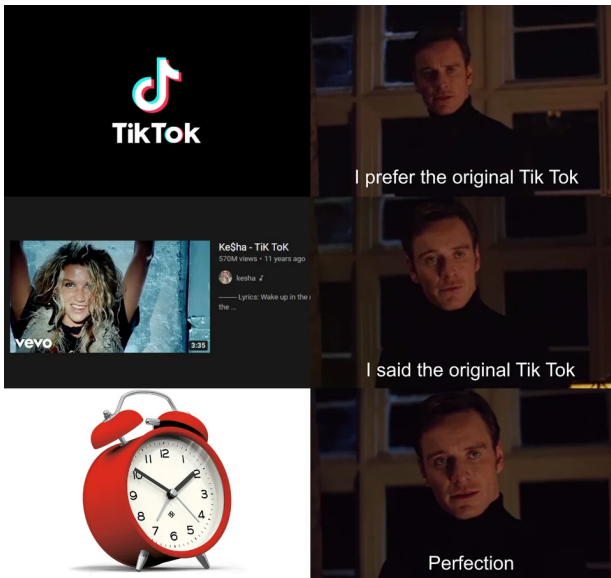 TikTok
I prefer the original Tik Tok
Ke$ha - TiK ToK
570M views • 11 years ago
kesha ♪
—— Lyrics: Wake up in the
the ...
vevo
3:35
I said the original Tik Tok
12
11
1
10
2
9
3
8
4
7
5
6
Perfection